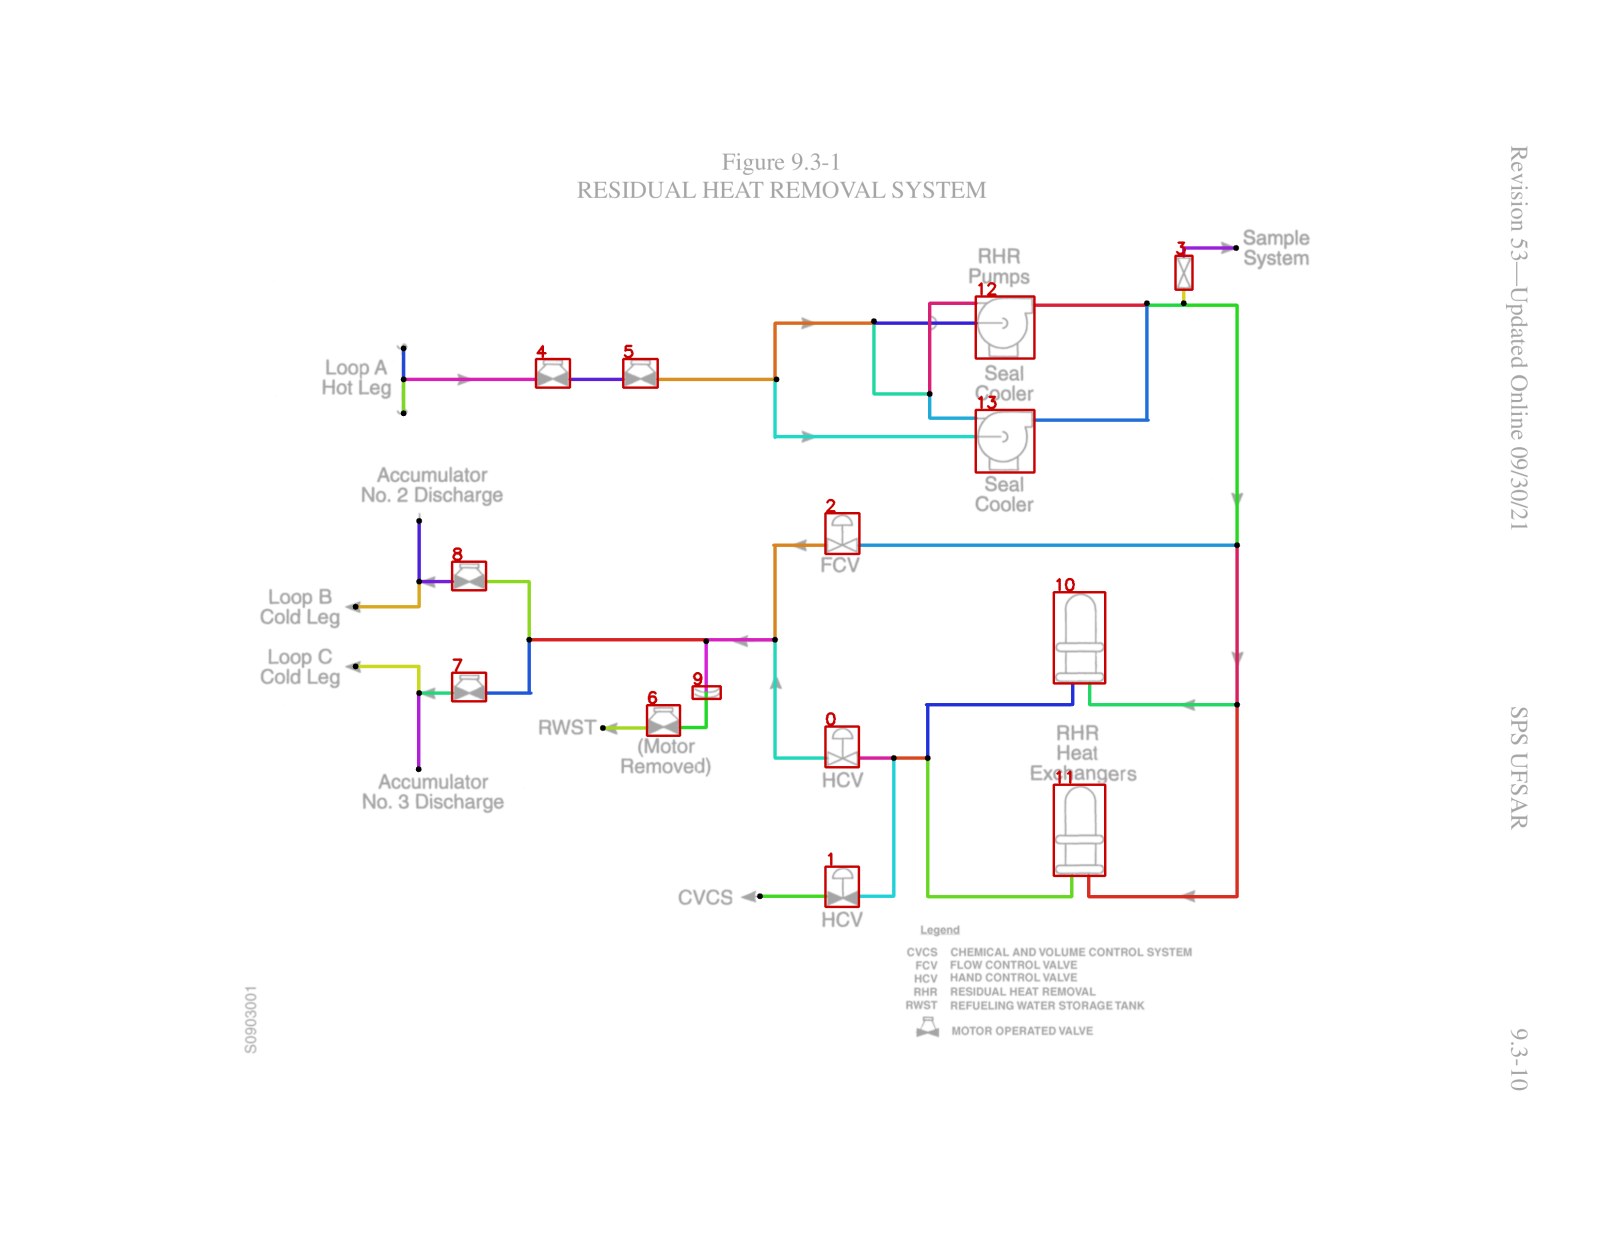 Figure 9.3-1
RESIDUAL HEAT REMOVAL SYSTEM
Revision 53—Updated Online 09/30/21
SPS UFSAR
9.3-10
Sample
System
3
RHR
Pumps
12
Loop A
Hot Leg
4
5
Seal
Cooler
13
Seal
Cooler
Accumulator
No. 2 Discharge
2
FCV
8
Loop B
Cold Leg
10
Loop C
Cold Leg
7
9
6
RWST
(Motor
Removed)
0
HCV
RHR
Heat
Exchangers
11
Accumulator
No. 3 Discharge
1
CVCS
HCV
Legend
CVCS CHEMICAL AND VOLUME CONTROL SYSTEM
FCV FLOW CONTROL VALVE
HCV HAND CONTROL VALVE
RHR RESIDUAL HEAT REMOVAL
RWST REFUELING WATER STORAGE TANK
MOTOR OPERATED VALVE
S0903001